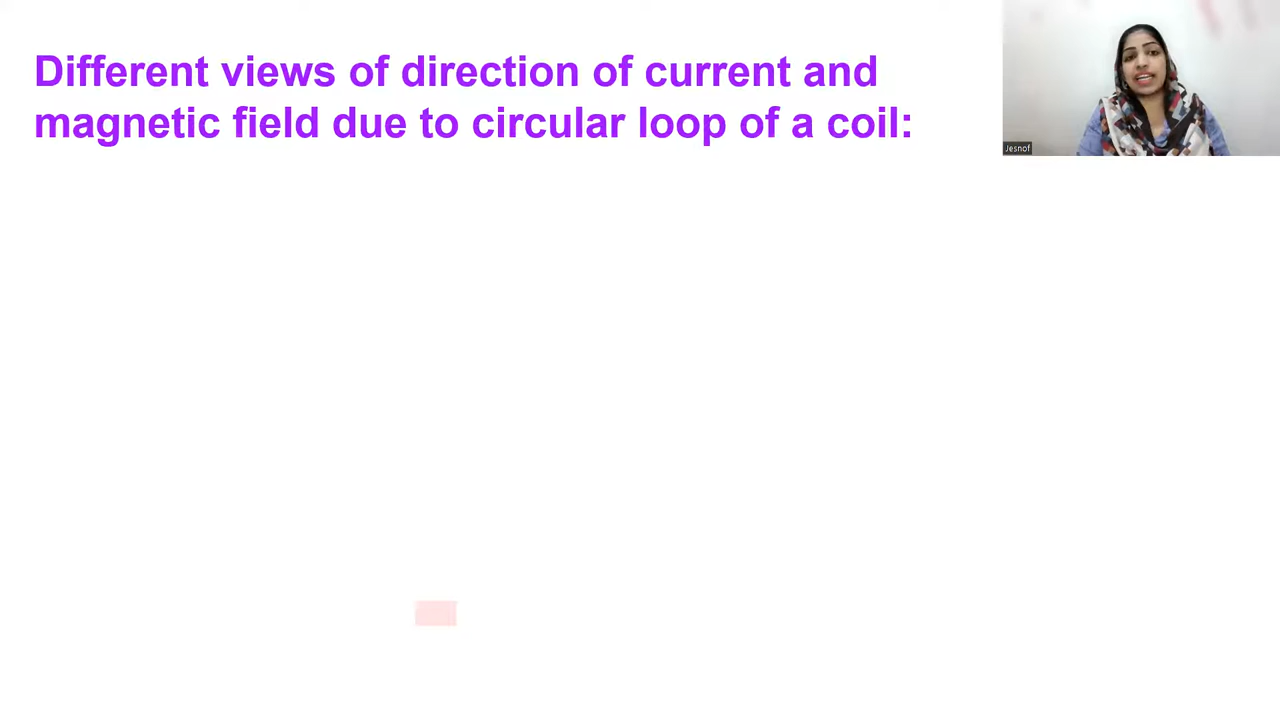 Different views of direction of current and
magnetic field due to circular loop of a coil:
Jesnof